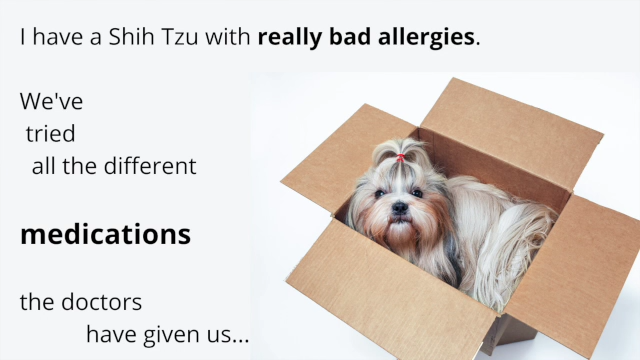 I have a Shih Tzu with really bad allergies.
We've
tried
all the different
medications
the doctors
have given us...